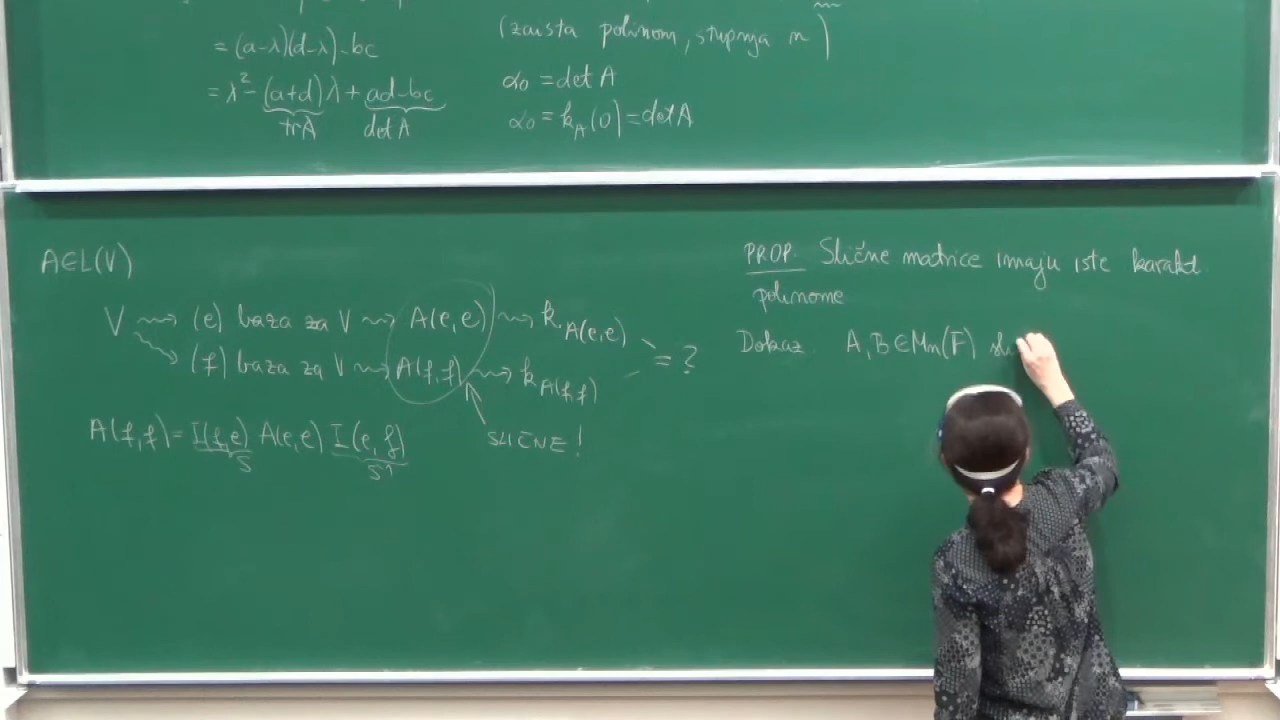 = (a-λ)(d-λ)-bc
= λ² - (a+d)λ + ad-bc
trA detA
(zaista polinom, stupnja n)
α₀ = det A
α₀ = k_A(0) = det A
A∈L(V)
V ⇝ (e) baza za V ⇝ A(e,e) ⇝ k_A(e,e)
(f) baza za V ⇝ A(f,f) ⇝ k_A(f,f)
= ?
A(f,f) = I(f,e) A(e,e) I(e,f)
S S⁻¹
SLIČNE!
PROP. Slične matrice imaju iste karakt.
polinome
Dokaz A,B∈Mn(F) sl